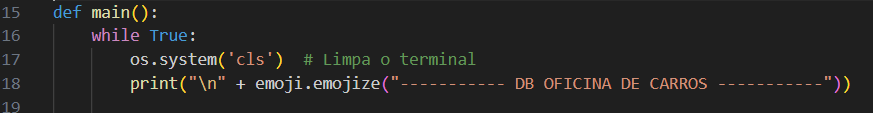 15 def main():
16     while True:
17         os.system('cls')  # Limpa o terminal
18         print("\n" + emoji.emojize("----------- DB OFICINA DE CARROS -----------"))
19